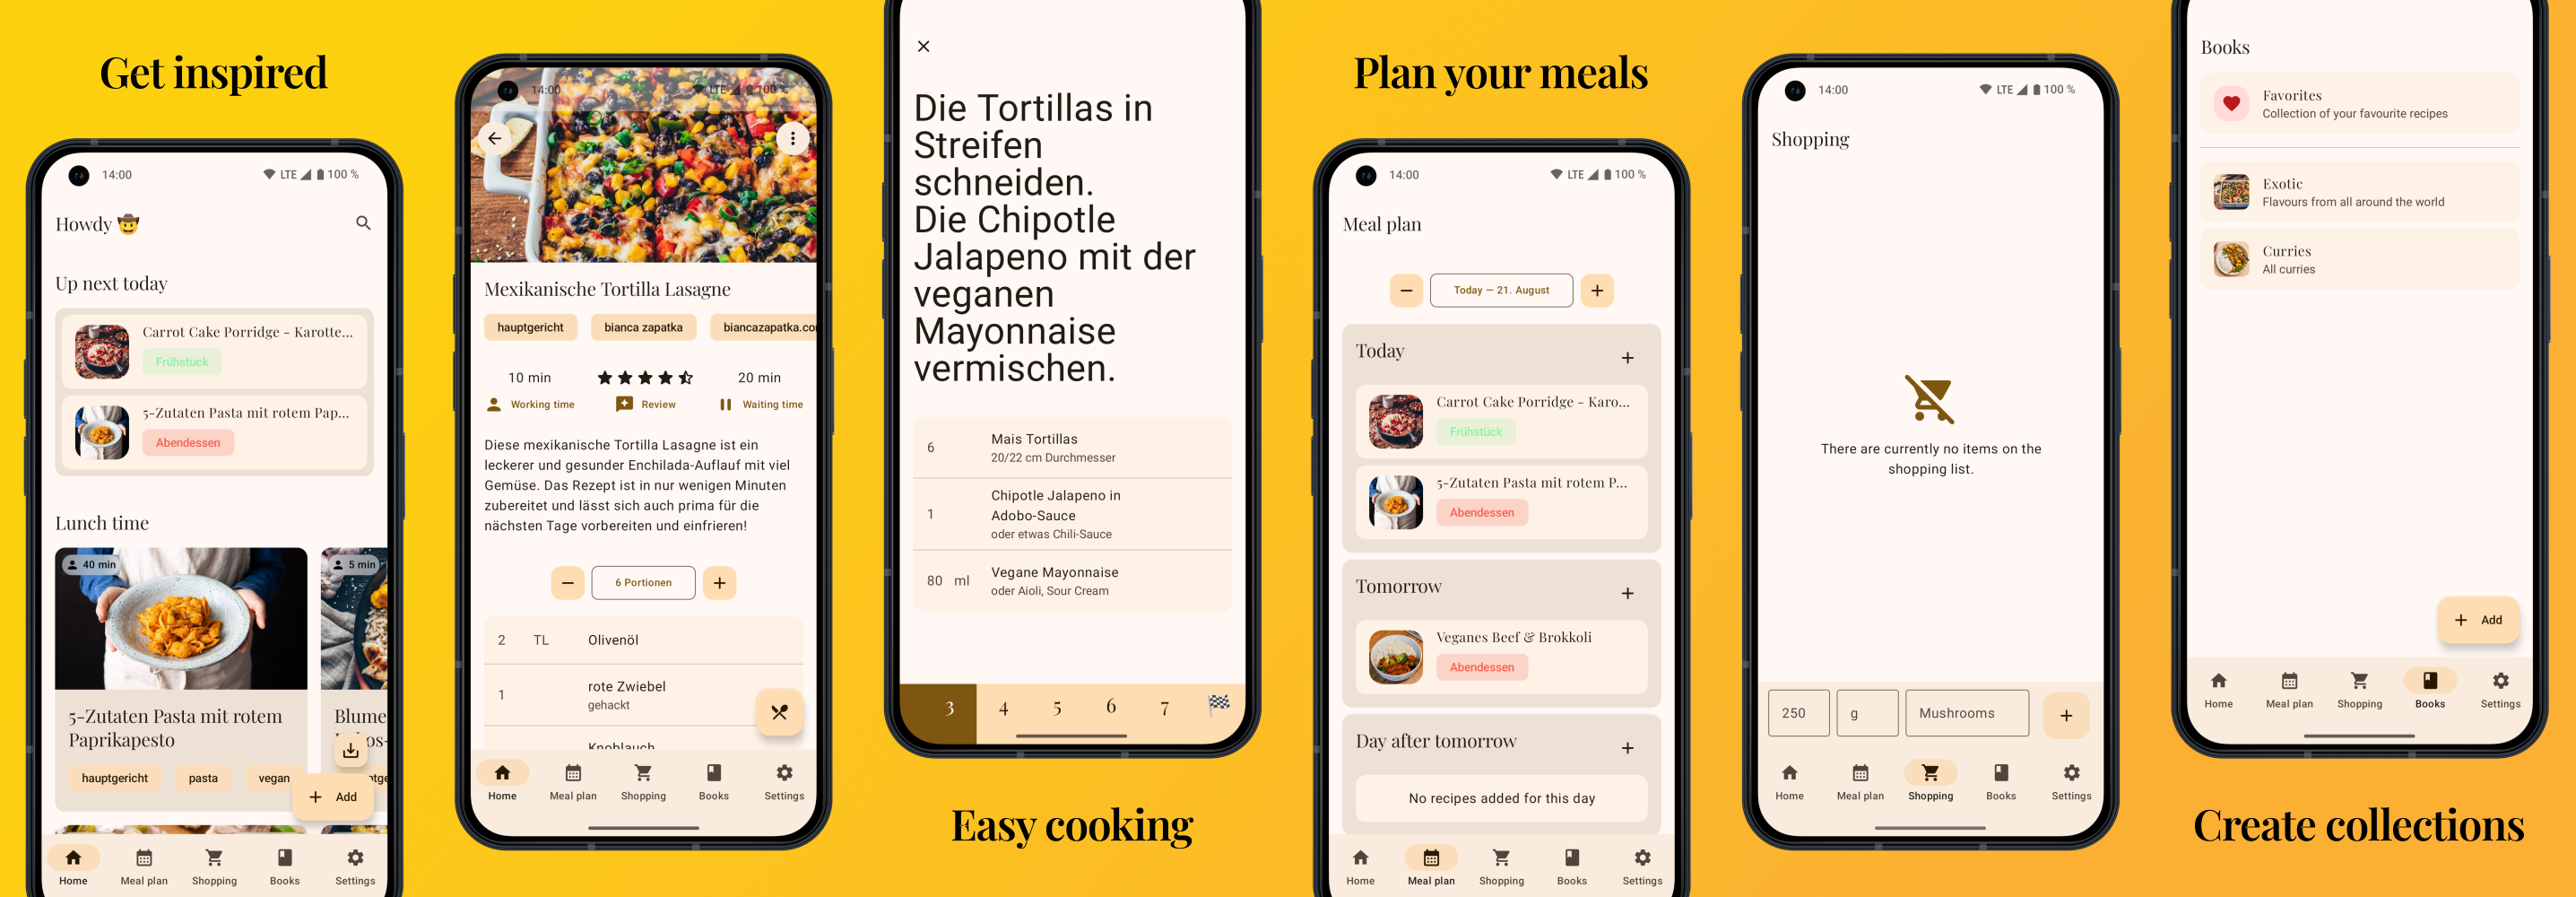 Get inspired
14:00
LTE 100 %
Howdy 🤠
Up next today
Carrot Cake Porridge - Karotte...
Frühstück
5-Zutaten Pasta mit rotem Pap...
Abendessen
Lunch time
40 min
5 min
5-Zutaten Pasta mit rotem
Paprikapesto
Blume
hauptgericht
pasta
vegan
Add
Home
Meal plan
Shopping
Books
Settings
14:00
LTE 100 %
Mexikanische Tortilla Lasagne
hauptgericht
bianca zapatka
biancazapatka.co
10 min
20 min
Working time
Review
Waiting time
Diese mexikanische Tortilla Lasagne ist ein
leckerer und gesunder Enchilada-Auflauf mit viel
Gemüse. Das Rezept ist in nur wenigen Minuten
zubereitet und lässt sich auch prima für die
nächsten Tage vorbereiten und einfrieren!
6 Portionen
2 TL Olivenöl
1 rote Zwiebel
gehackt
Knoblauch
Home
Meal plan
Shopping
Books
Settings
Die Tortillas in
Streifen
schneiden.
Die Chipotle
Jalapeno mit der
veganen
Mayonnaise
vermischen.
6 Mais Tortillas
20/22 cm Durchmesser
1 Chipotle Jalapeno in
Adobo-Sauce
oder etwas Chili-Sauce
80 ml Vegane Mayonnaise
oder Aioli, Sour Cream
3 4 5 6 7
Easy cooking
Plan your meals
14:00
LTE 100 %
Meal plan
Today — 21. August
Today
Carrot Cake Porridge - Karo...
Frühstück
5-Zutaten Pasta mit rotem P...
Abendessen
Tomorrow
Veganes Beef & Brokkoli
Abendessen
Day after tomorrow
No recipes added for this day
Home
Meal plan
Shopping
Books
Settings
14:00
LTE 100 %
Shopping
There are currently no items on the
shopping list.
250
g
Mushrooms
Home
Meal plan
Shopping
Books
Settings
Books
Favorites
Collection of your favourite recipes
Exotic
Flavours from all around the world
Curries
All curries
Add
Home
Meal plan
Shopping
Books
Settings
Create collections